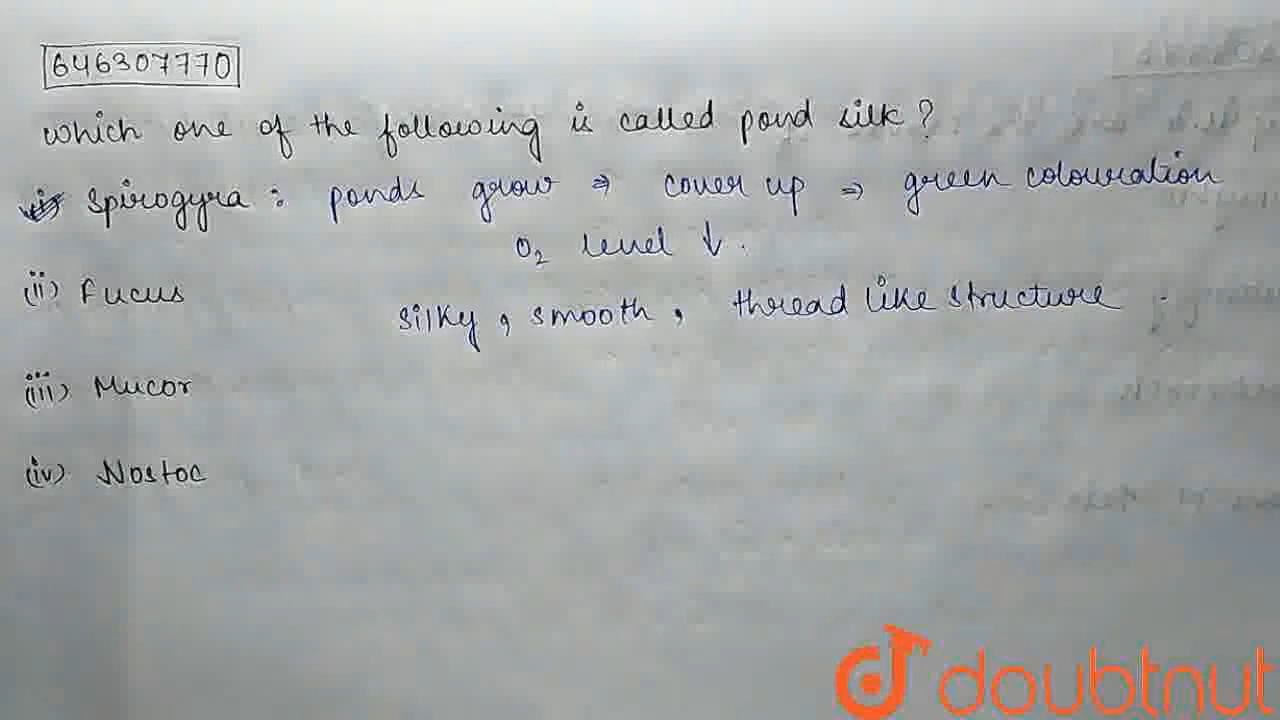 646307770
which one of the following is called pond silk?
(i) Spirogyra : ponds grow ⇒ cover up ⇒ green colouration
O₂ level ↓.
(ii) Fucus
silky, smooth, thread like structure.
(iii) Mucor
(iv) Nostoc
doubtnut